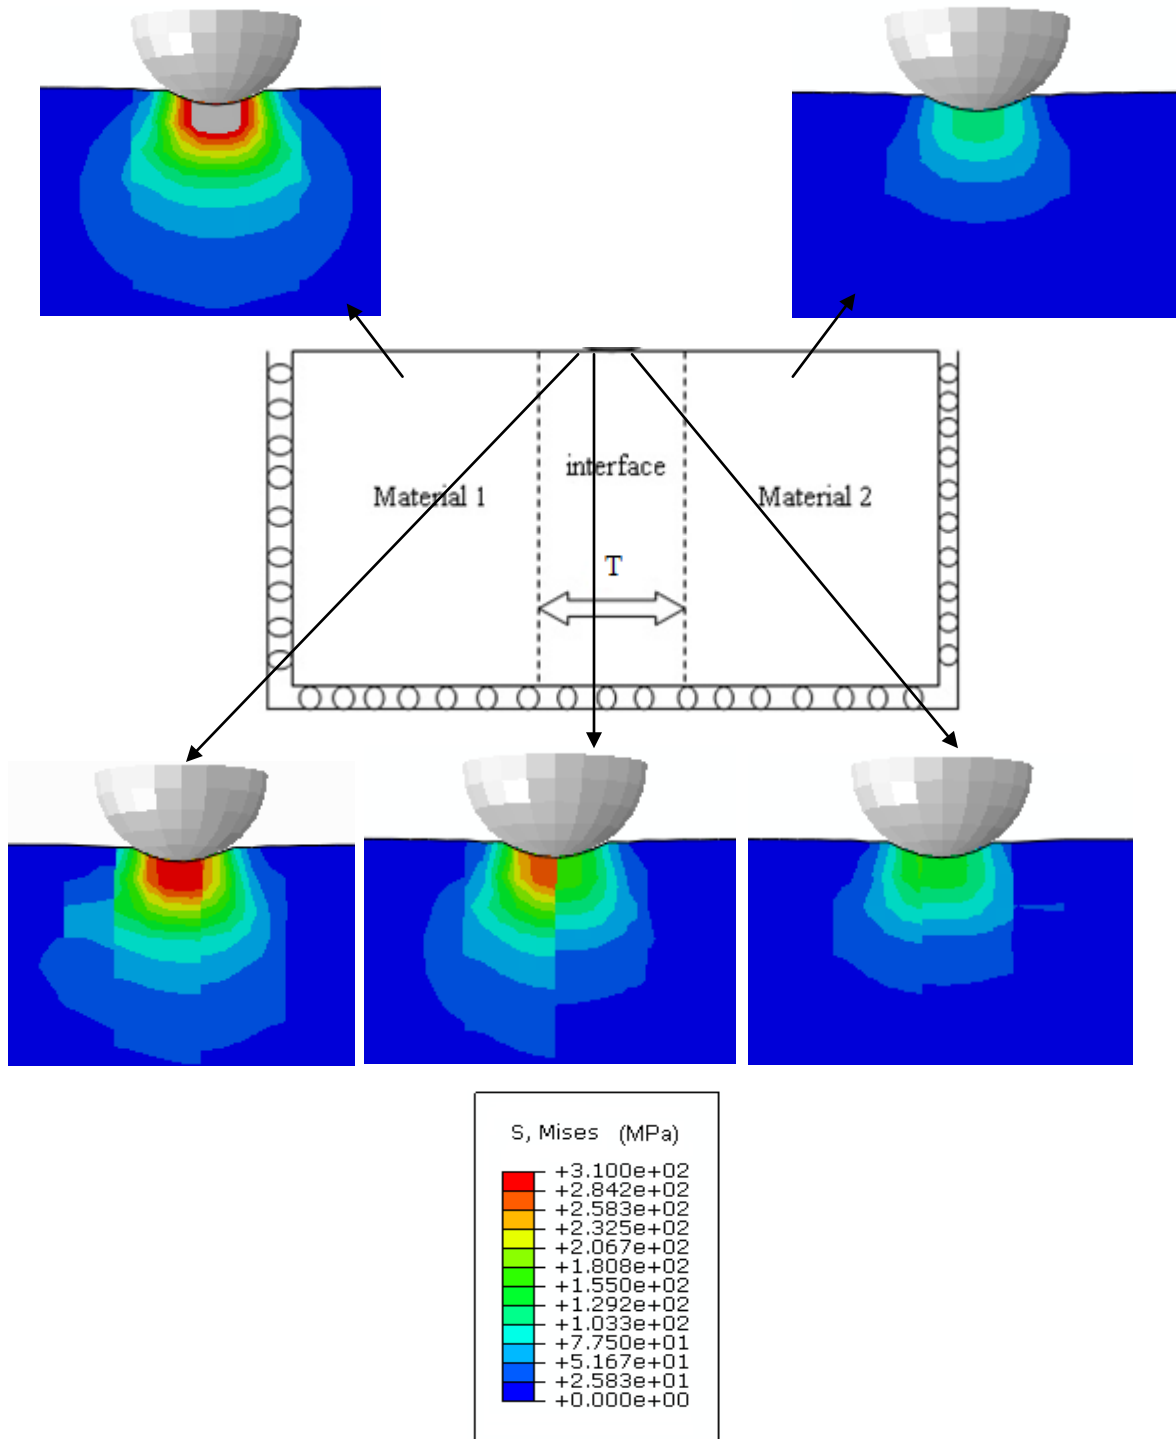 interface
Material 1
Material 2
T
S, Mises (MPa)
+3.100e+02
+2.842e+02
+2.583e+02
+2.325e+02
+2.067e+02
+1.808e+02
+1.550e+02
+1.292e+02
+1.033e+02
+7.750e+01
+5.167e+01
+2.583e+01
+0.000e+00